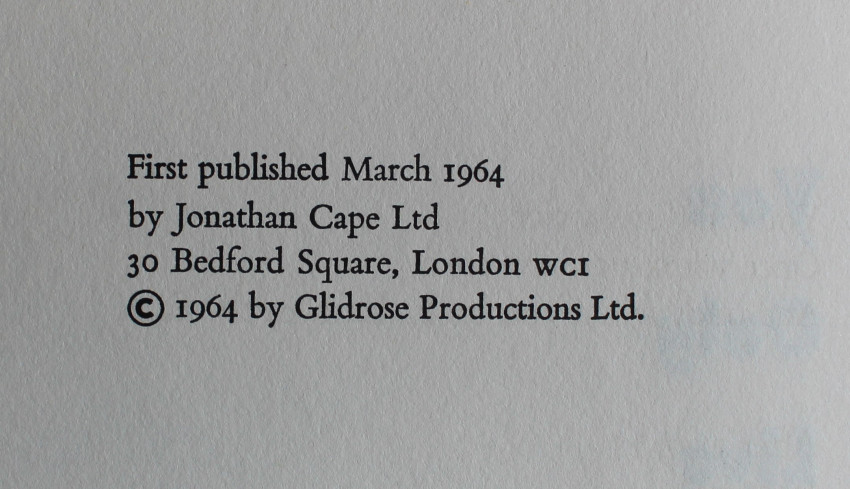 First published March 1964
by Jonathan Cape Ltd
30 Bedford Square, London WC1
© 1964 by Glidrose Productions Ltd.